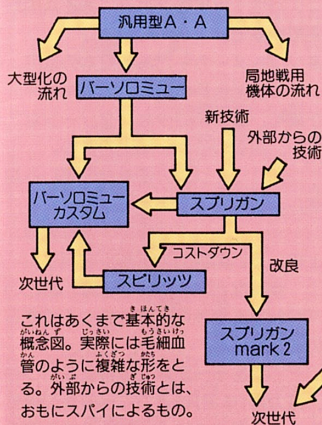 汎用型A・A
大型化の
流れ
局地戦用
機体の流れ
バーソロミュー
新技術
外部からの
技術
バーソロミュー
カスタム
スプリガン
コストダウン
改良
次世代
スピリッツ
スプリガン
mark 2
これはあくまで基本的な
概念図。実際には毛細血
管のように複雑な形をと
る。外部からの技術とは、
おもにスパイによるもの。
次世代